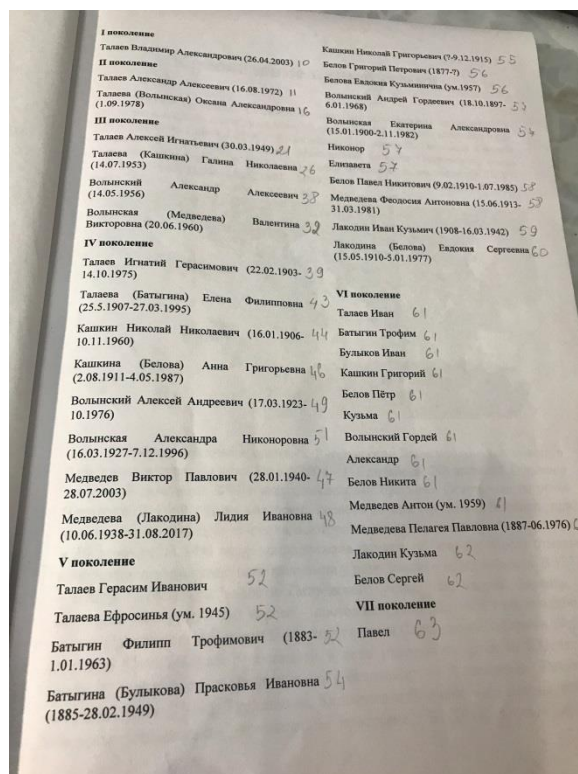 I поколение
Талаев Владимир Александрович (26.04.2003) 10
II поколение
Талаев Александр Алексеевич (16.08.1972) 11
Талаева (Волынская) Оксана Александровна 16
(1.09.1978)
III поколение
Талаев Алексей Игнатьевич (30.03.1949) 21
Талаева (Кашкина) Галина Николаевна 26
(14.07.1953)
Волынский Александр Алексеевич 38
(14.05.1956)
Волынская (Медведева) Валентина 32
Викторовна (20.06.1960)
IV поколение
Талаев Игнатий Герасимович (22.02.1903- 39
14.10.1975)
Талаева (Батыгина) Елена Филипповна 43
(25.5.1907-27.03.1995)
Кашкин Николай Николаевич (16.01.1906- 44
10.11.1960)
Кашкина (Белова) Анна Григорьевна 46
(2.08.1911-4.05.1987)
Волынский Алексей Андреевич (17.03.1923- 49
10.1976)
Волынская Александра Никоноровна 51
(16.03.1927-7.12.1996)
Медведев Виктор Павлович (28.01.1940- 47
28.07.2003)
Медведева (Лакодина) Лидия Ивановна 48
(10.06.1938-31.08.2017)
V поколение
Талаев Герасим Иванович 52
Талаева Ефросинья (ум. 1945) 52
Батыгин Филипп Трофимович (1883- 52
1.01.1963)
Батыгина (Булыкова) Прасковья Ивановна 54
(1885-28.02.1949)
Кашкин Николай Григорьевич (?-9.12.1915) 55
Белов Григорий Петрович (1877-?) 56
Белова Евдокия Кузьминична (ум.1957) 56
Волынский Андрей Гордеевич (18.10.1897-
6.01.1968)
Волынская Екатерина Александровна 54
(15.01.1900-2.11.1982)
Никонор 57
Елизавета 57
Белов Павел Никитович (9.02.1910-1.07.1985) 58
Медведева Феодосия Антоновна (15.06.1913- 58
31.03.1981)
Лакодин Иван Кузьмич (1908-16.03.1942) 59
Лакодина (Белова) Евдокия Сергеевна 60
(15.05.1910-5.01.1977)
VI поколение
Талаев Иван 61
Батыгин Трофим 61
Булыков Иван 61
Кашкин Григорий 61
Белов Пётр 61
Кузьма 61
Волынский Гордей 61
Александр 61
Белов Никита 61
Медведев Антон (ум. 1959) 61
Медведева Пелагея Павловна (1887-06.1976)
Лакодин Кузьма 62
Белов Сергей 62
VII поколение
Павел 63